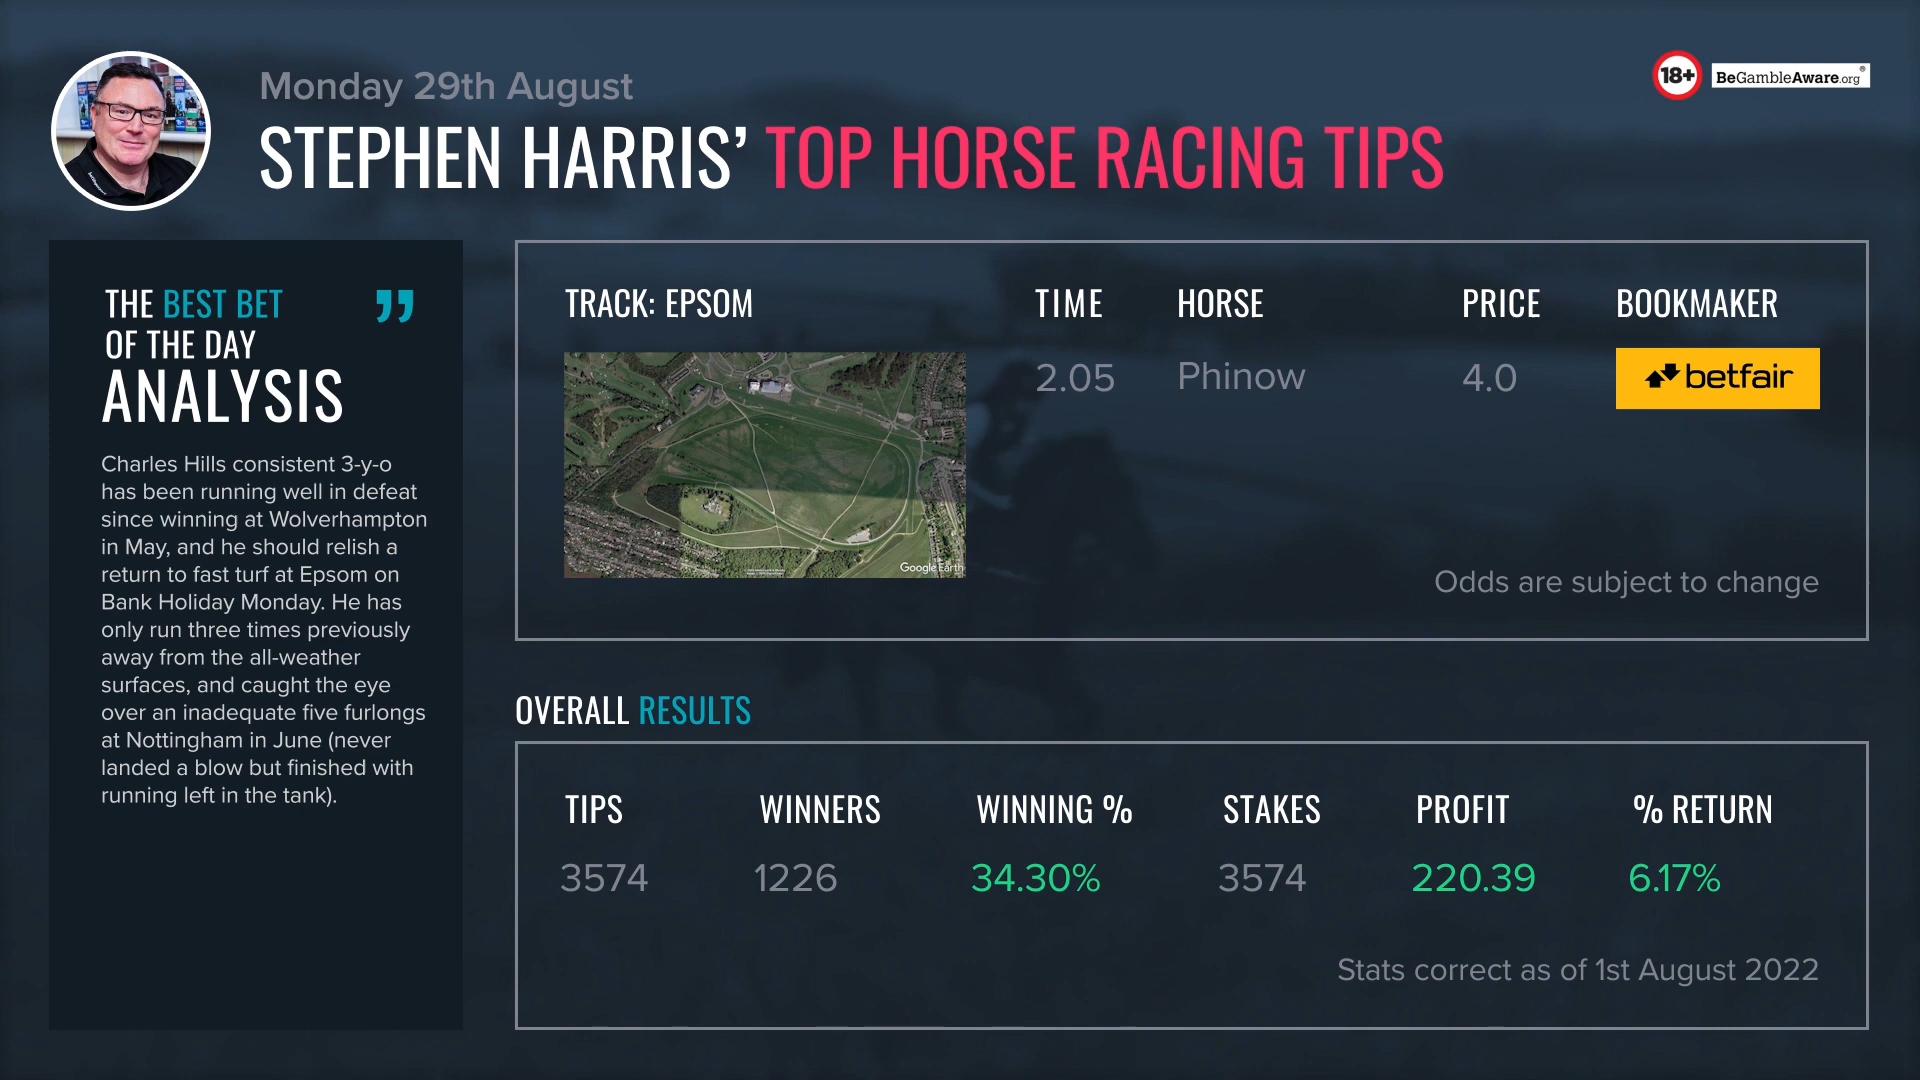 Monday 29th August
STEPHEN HARRIS’ TOP HORSE RACING TIPS
18+
BeGambleAware.org®
THE BEST BET
OF THE DAY
ANALYSIS
”
Charles Hills consistent 3-y-o
has been running well in defeat
since winning at Wolverhampton
in May, and he should relish a
return to fast turf at Epsom on
Bank Holiday Monday. He has
only run three times previously
away from the all-weather
surfaces, and caught the eye
over an inadequate five furlongs
at Nottingham in June (never
landed a blow but finished with
running left in the tank).
TRACK: EPSOM
TIME HORSE PRICE BOOKMAKER
2.05 Phinow 4.0 betfair
Google Earth
Odds are subject to change
OVERALL RESULTS
TIPS WINNERS WINNING % STAKES PROFIT % RETURN
3574 1226 34.30% 3574 220.39 6.17%
Stats correct as of 1st August 2022